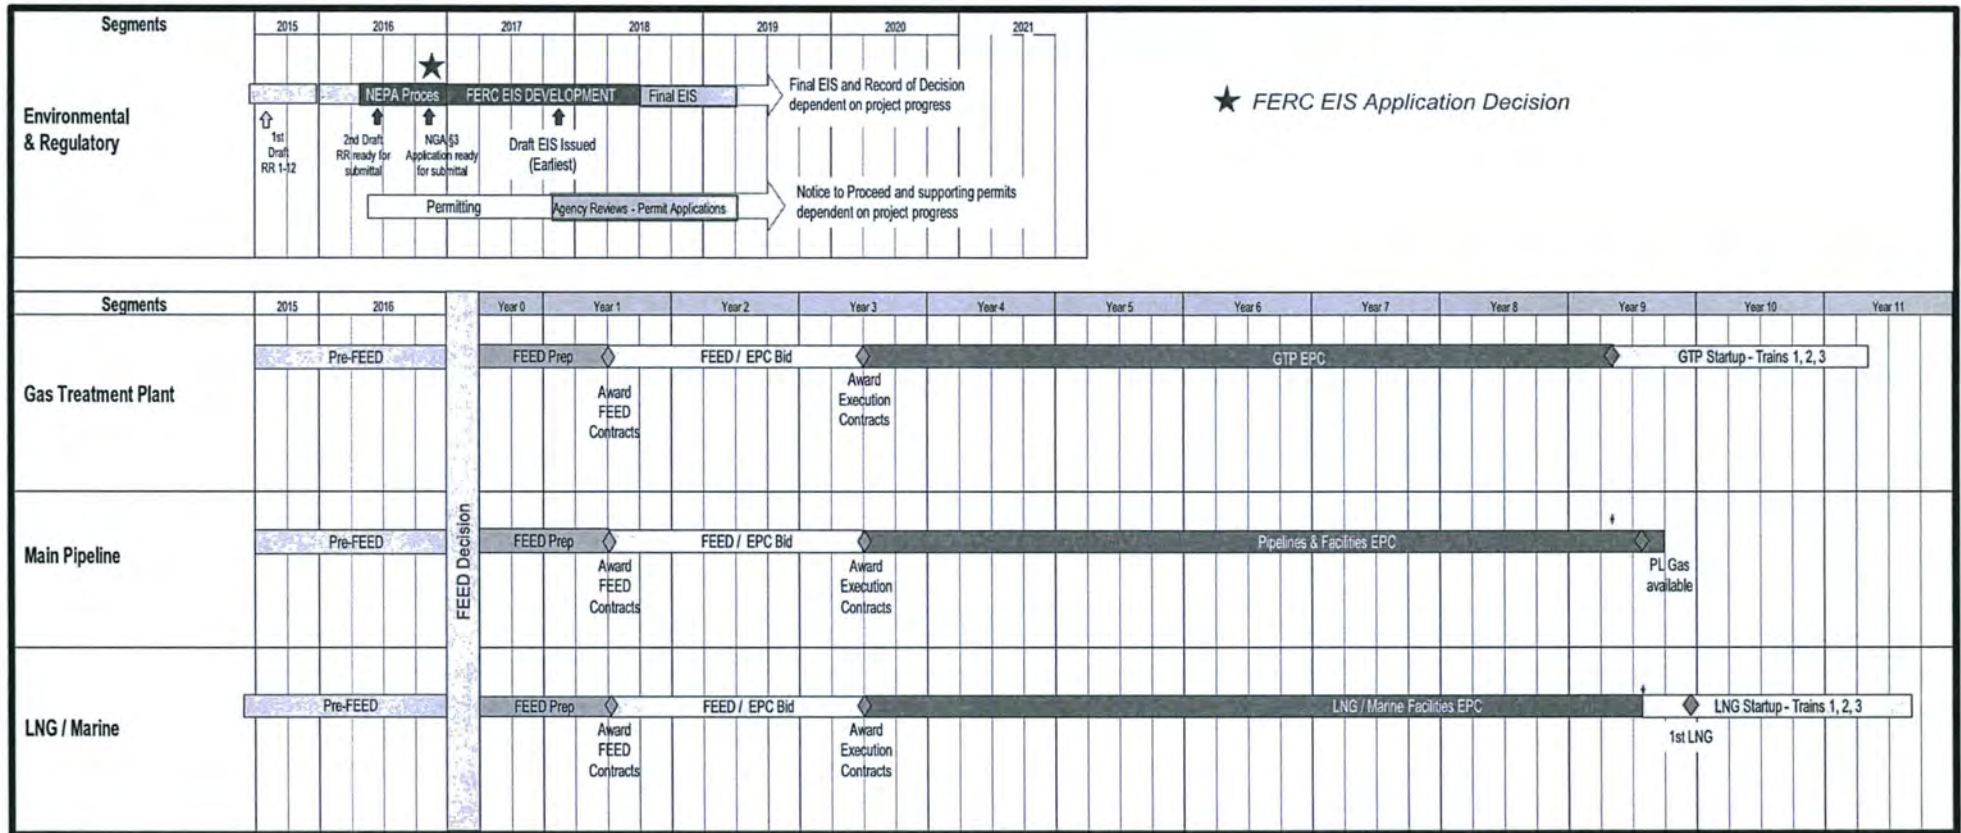 Segments 2015 2016 2017 2018 2019 2020 2021
Environmental
& Regulatory
NEPA Proces FERC EIS DEVELOPMENT Final EIS
Final EIS and Record of Decision
dependent on project progress
1st
Draft
RR 1-12
2nd Draft
RR ready for
submittal
NGA §3
Application ready
for submittal
Draft EIS Issued
(Earliest)
Permitting Agency Reviews - Permit Applications
Notice to Proceed and supporting permits
dependent on project progress
★ FERC EIS Application Decision
Segments 2015 2016 Year 0 Year 1 Year 2 Year 3 Year 4 Year 5 Year 6 Year 7 Year 8 Year 9 Year 10 Year 11
FEED Decision
Gas Treatment Plant
Pre-FEED FEED Prep FEED / EPC Bid GTP EPC GTP Startup - Trains 1, 2, 3
Award
FEED
Contracts
Award
Execution
Contracts
Main Pipeline
Pre-FEED FEED Prep FEED / EPC Bid Pipelines & Facilities EPC
Award
FEED
Contracts
Award
Execution
Contracts
PL Gas
available
LNG / Marine
Pre-FEED FEED Prep FEED / EPC Bid LNG / Marine Facilities EPC LNG Startup - Trains 1, 2, 3
Award
FEED
Contracts
Award
Execution
Contracts
1st LNG